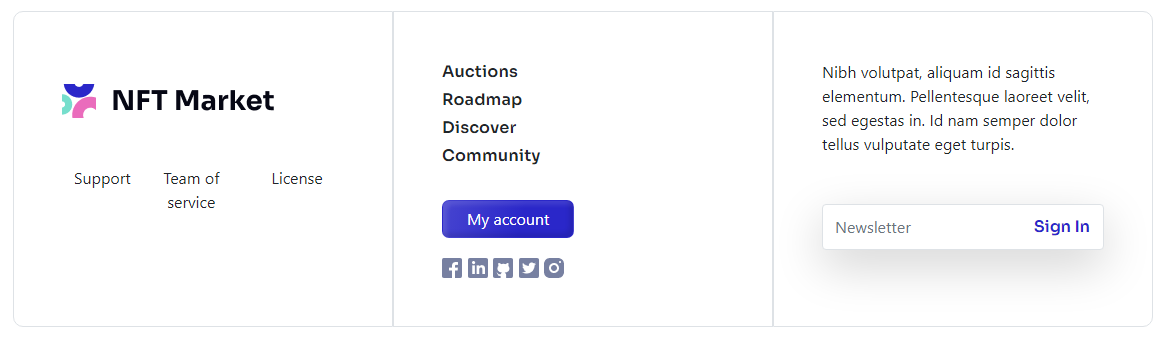 NFT Market
Support
Team of
service
License
Auctions
Roadmap
Discover
Community
My account
Nibh volutpat, aliquam id sagittis
elementum. Pellentesque laoreet velit,
sed egestas in. Id nam semper dolor
tellus vulputate eget turpis.
Newsletter
Sign In